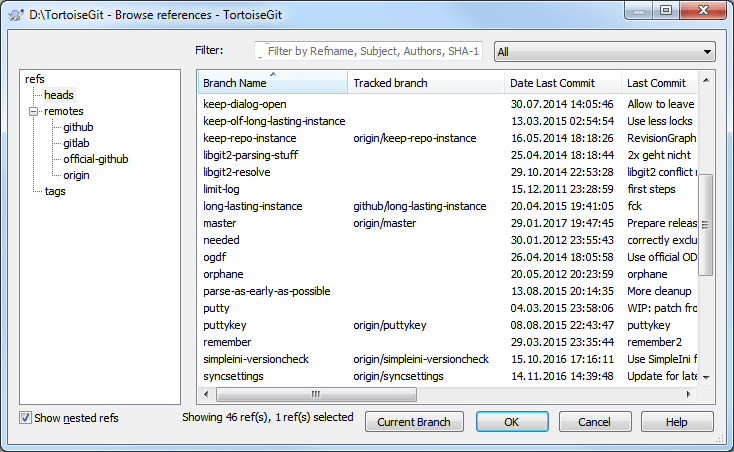 D:\TortoiseGit - Browse references - TortoiseGit
Filter: Filter by Refname, Subject, Authors, SHA-1 All
refs
heads
remotes
github
gitlab
official-github
origin
tags
Branch Name Tracked branch Date Last Commit Last Commit
keep-dialog-open 30.07.2014 14:05:46 Allow to leave
keep-olf-long-lasting-instance 13.03.2015 02:54:54 Use less locks
keep-repo-instance origin/keep-repo-instance 16.05.2014 18:18:26 RevisionGraph
libgit2-parsing-stuff 25.04.2014 18:18:44 2x geht nicht
libgit2-resolve 29.10.2014 22:53:28 libgit2 conflict
limit-log 15.12.2011 23:28:59 first steps
long-lasting-instance github/long-lasting-instance 20.04.2015 19:41:05 fck
master origin/master 29.01.2017 19:47:45 Prepare releas
needed 30.01.2012 23:55:43 correctly exclu
ogdf 26.04.2014 18:05:58 Use official OD
orphane 20.05.2012 20:23:59 orphane
parse-as-early-as-possible 13.08.2015 20:14:35 More cleanup
putty 04.03.2015 23:58:06 WIP: patch fro
puttykey origin/puttykey 08.08.2015 22:43:47 puttykey
remember 29.03.2015 23:35:44 remember2
simpleini-versioncheck origin/simpleini-versioncheck 15.10.2016 17:16:11 Use SimpleIni f
syncsettings origin/syncsettings 14.11.2016 14:39:48 Update for late
Show nested refs Showing 46 ref(s), 1 ref(s) selected Current Branch OK Cancel Help